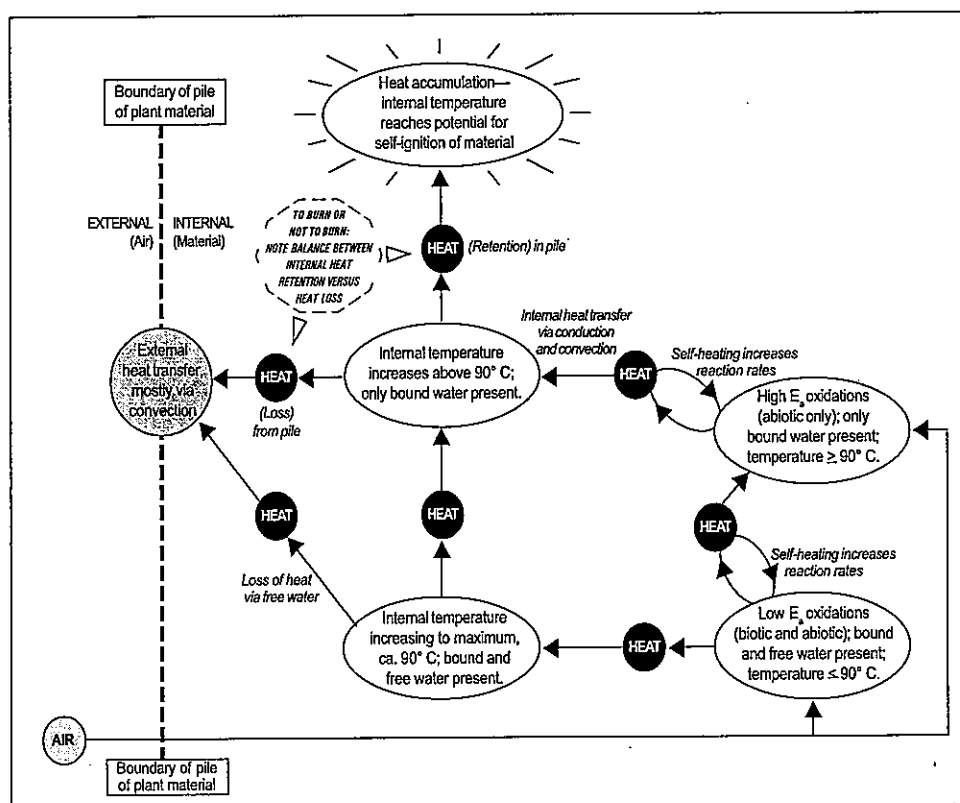 Heat accumulation—
internal temperature
reaches potential for
self-ignition of material
Boundary of pile
of plant material
EXTERNAL
(Air)
INTERNAL
(Material)
TO BURN OR
NOT TO BURN:
NOTE BALANCE BETWEEN
INTERNAL HEAT
RETENTION VERSUS
HEAT LOSS
HEAT
(Retention) in pile
Internal heat transfer
via conduction
and convection
External
heat transfer
mostly via
convection
HEAT
(Loss)
from pile
Internal temperature
increases above 90° C;
only bound water present.
HEAT
Self-heating increases
reaction rates
High Ea oxidations
(abiotic only); only
bound water present;
temperature ≥ 90° C.
HEAT
HEAT
HEAT
Loss of heat
via free water
Self-heating increases
reaction rates
Internal temperature
increasing to maximum,
ca. 90° C; bound and
free water present.
HEAT
Low Ea oxidations
(biotic and abiotic); bound
and free water present;
temperature ≤ 90° C.
AIR
Boundary of pile
of plant material